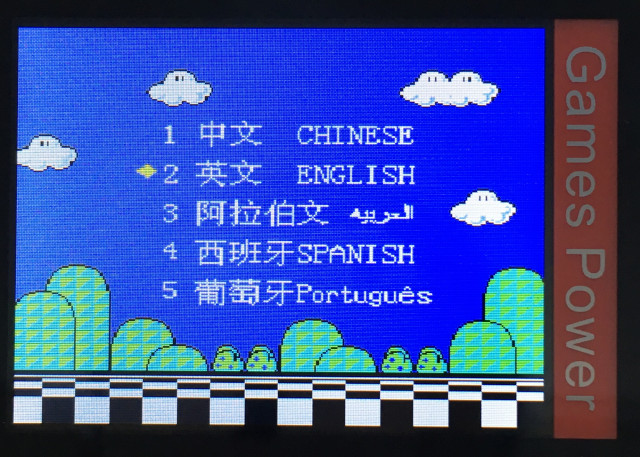 1 中文 CHINESE
2 英文 ENGLISH
3 阿拉伯文 العربيه
4 西班牙SPANISH
5 葡萄牙Português
Games Power